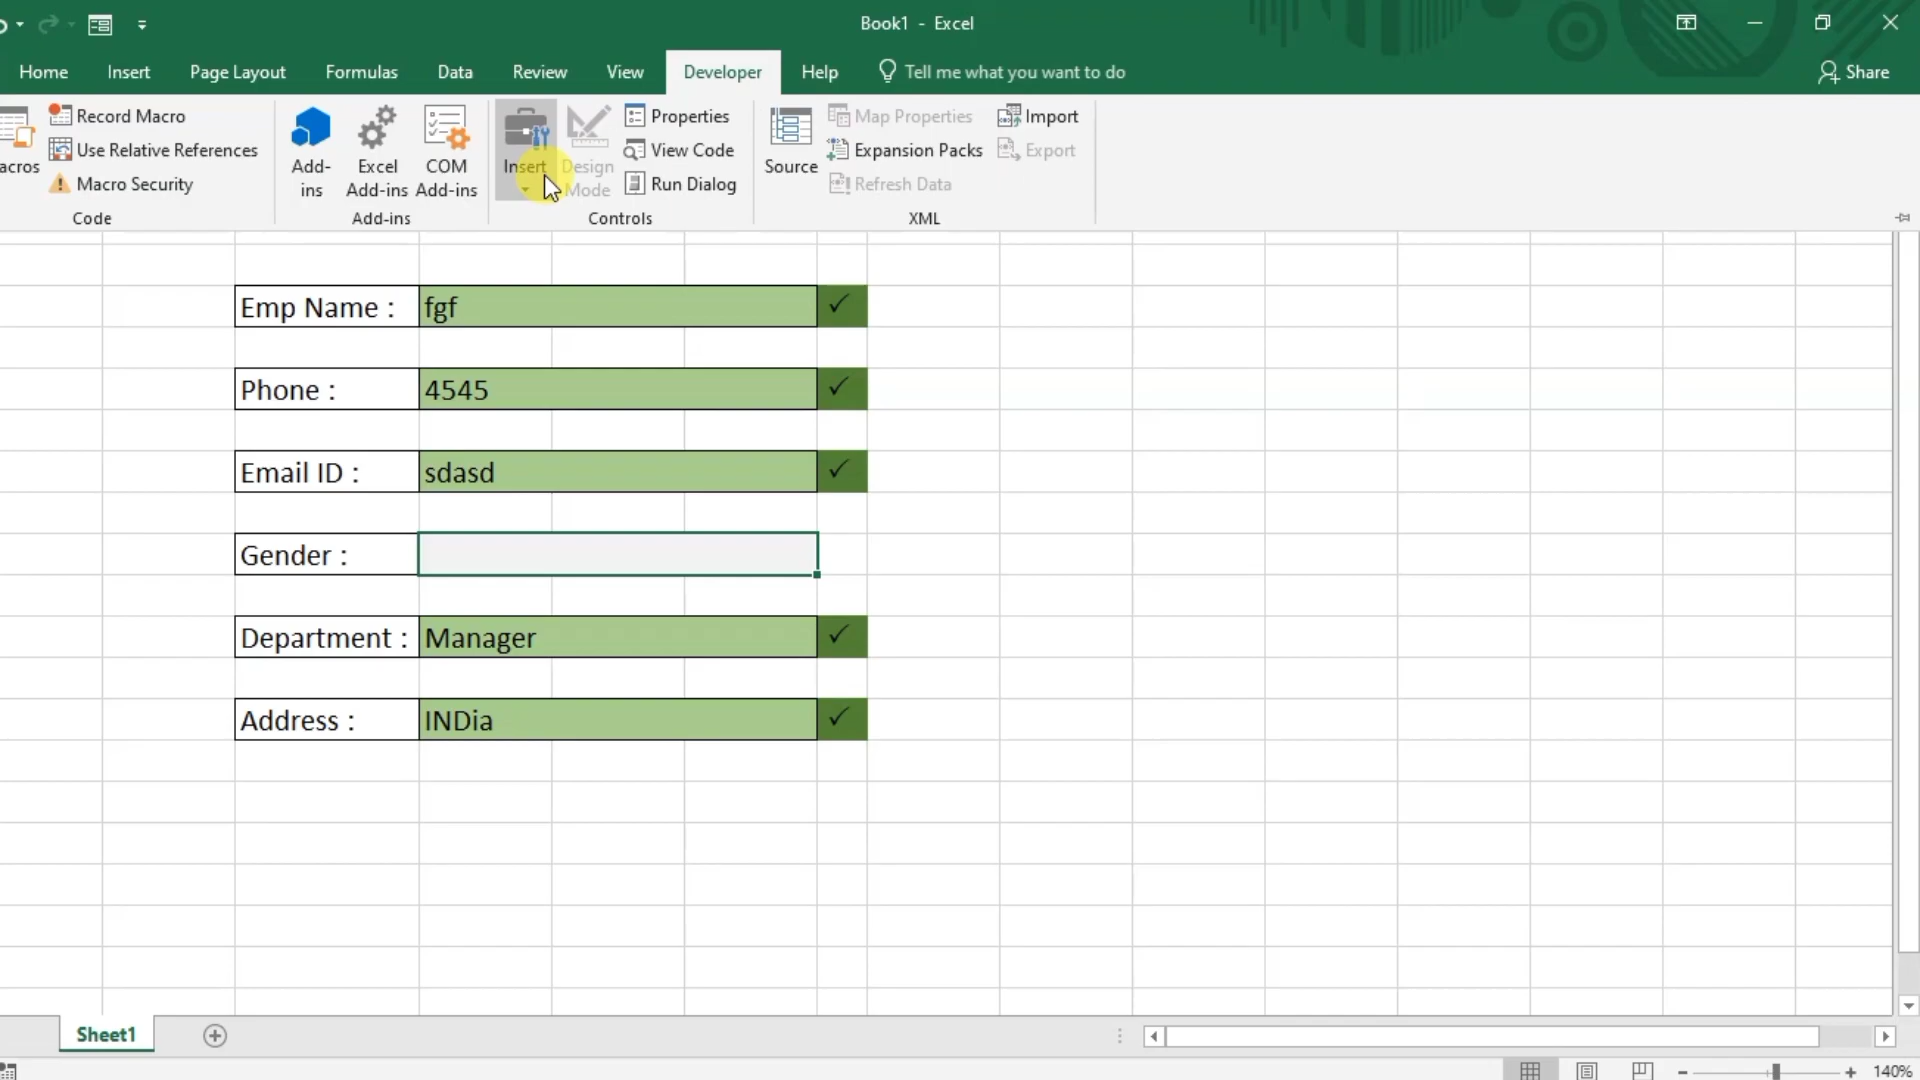 Book1 - Excel
Home Insert Page Layout Formulas Data Review View Developer Help Tell me what you want to do Share
Record Macro
Use Relative References
acros
Macro Security
Code
Add-
ins
Excel
Add-ins
COM
Add-ins
Add-ins
Insert
Design
Mode
Properties
View Code
Run Dialog
Controls
Source
Map Properties
Expansion Packs
Refresh Data
Import
Export
XML
Emp Name : fgf ✓
Phone : 4545 ✓
Email ID : sdasd ✓
Gender :
Department : Manager ✓
Address : INDia ✓
Sheet1
140%